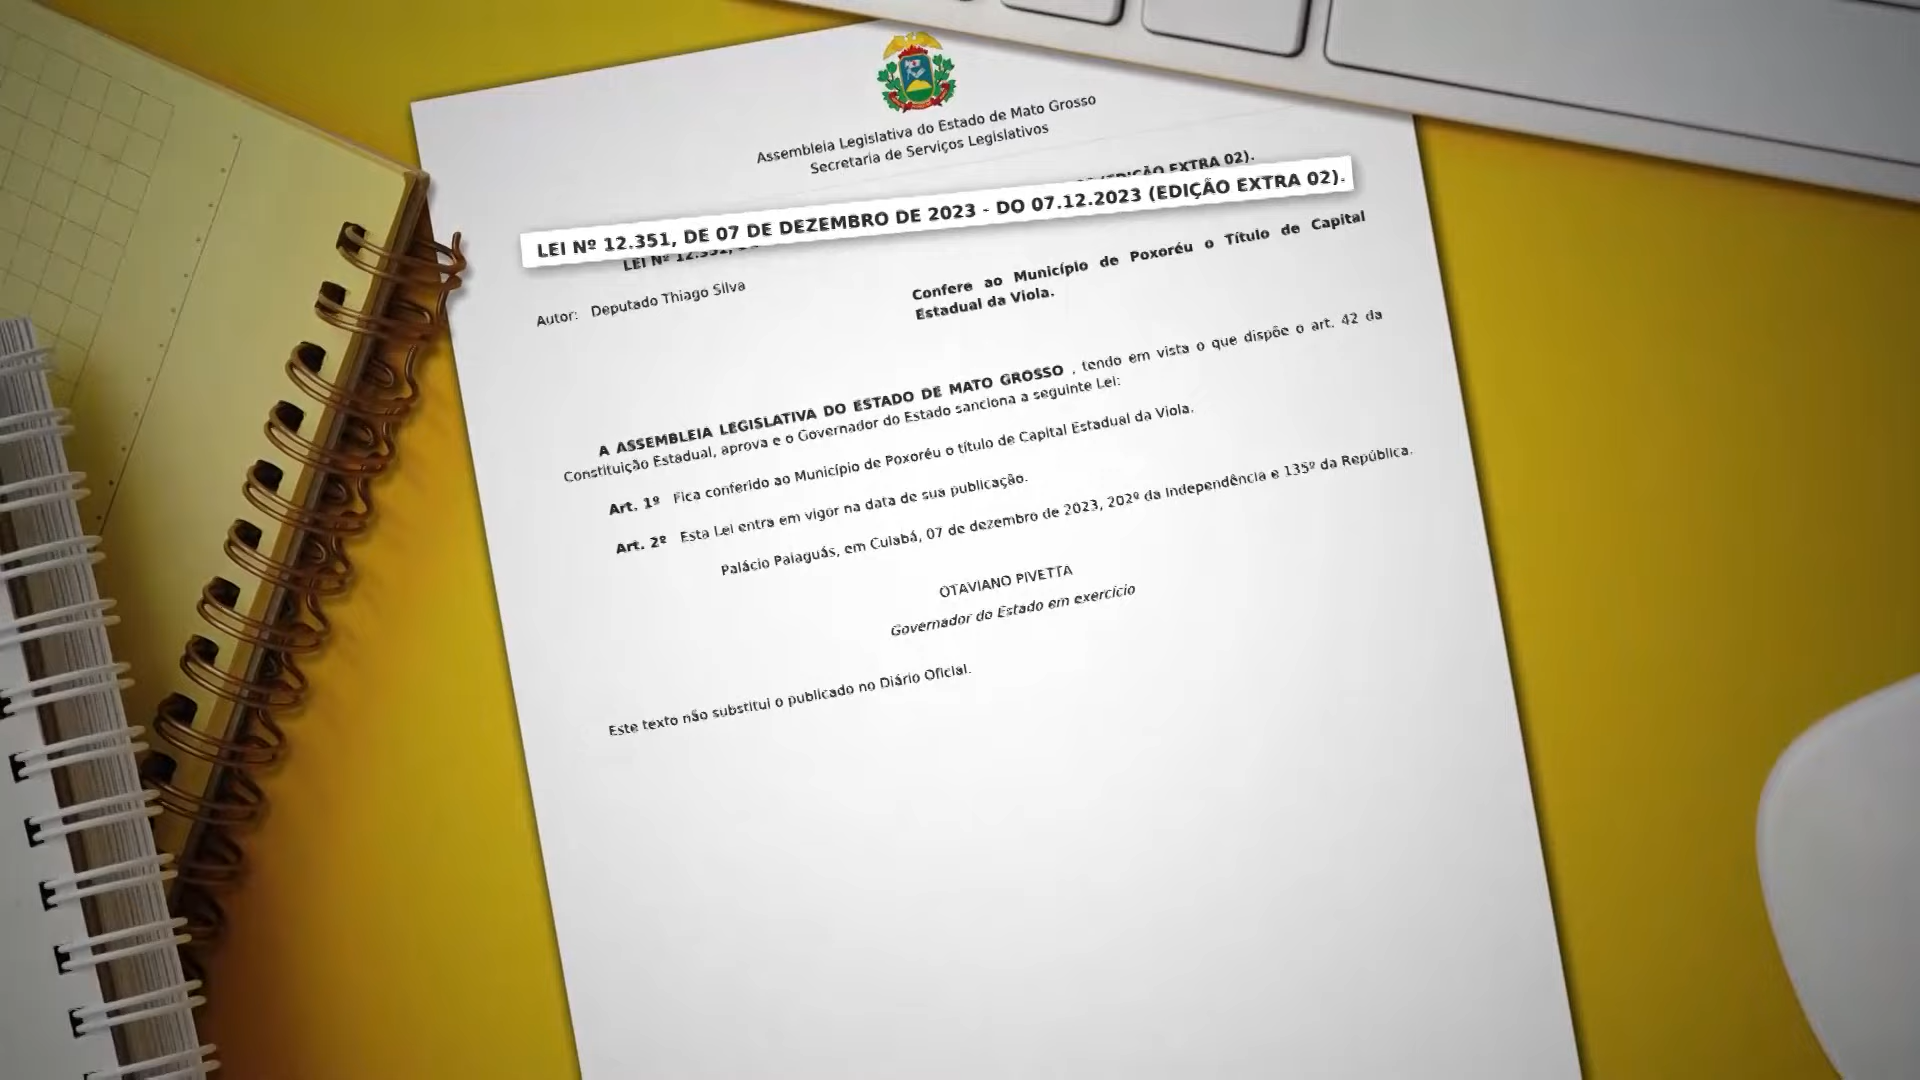 Assembleia Legislativa do Estado de Mato Grosso
Secretaria de Serviços Legislativos
EXTRA 02).
LEI Nº 12.351, DE 07 DE DEZEMBRO DE 2023 - DO 07.12.2023 (EDIÇÃO EXTRA 02).
LEI Nº 12.351,
Autor: Deputado Thiago Silva
Confere ao Município de Poxoréu o Título de Capital
Estadual da Viola.
A ASSEMBLEIA LEGISLATIVA DO ESTADO DE MATO GROSSO , tendo em vista o que dispõe o art. 42 da
Constituição Estadual, aprova e o Governador do Estado sanciona a seguinte Lei:
Art. 1º Fica conferido ao Município de Poxoréu o título de Capital Estadual da Viola.
Art. 2º Esta Lei entra em vigor na data de sua publicação.
Palácio Paiaguás, em Cuiabá, 07 de dezembro de 2023, 202º da Independência e 135º da República.
OTAVIANO PIVETTA
Governador do Estado em exercício
Este texto não substitui o publicado no Diário Oficial.